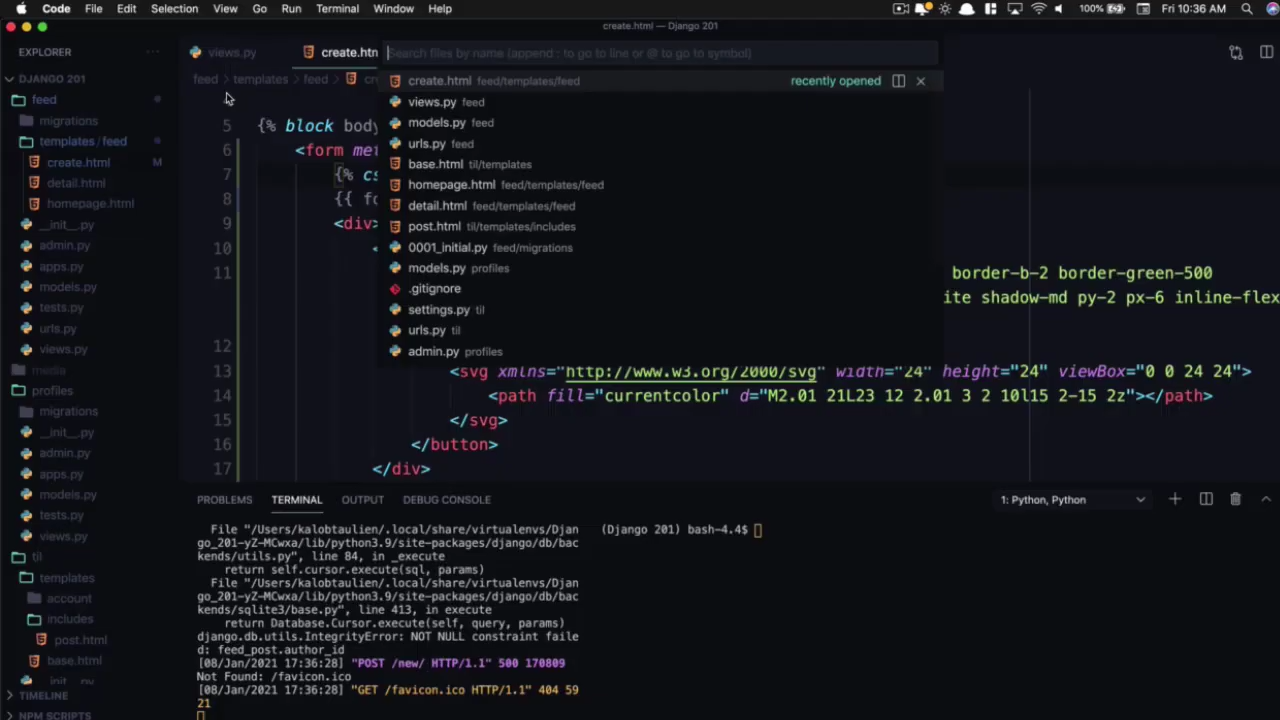 Code File Edit Selection View Go Run Terminal Window Help 100% Fri 10:36 AM
create.html — Django 201
EXPLORER
views.py
create.htm
Search files by name (append : to go to line or @ to go to symbol)
DJANGO 201
feed
migrations
templates / feed
create.html M
detail.html
homepage.html
__init__.py
admin.py
apps.py
models.py
tests.py
urls.py
views.py
media
profiles
migrations
__init__.py
admin.py
apps.py
models.py
tests.py
views.py
til
templates
account
includes
post.html
base.html
__init__.py
TIMELINE
NPM SCRIPTS
feed > templates > feed >
create.html feed/templates/feed recently opened
views.py feed
models.py feed
urls.py feed
base.html til/templates
homepage.html feed/templates/feed
detail.html feed/templates/feed
post.html til/templates/includes
0001_initial.py feed/migrations
models.py profiles
.gitignore
settings.py til
urls.py til
admin.py profiles
5 {% block body
6 <form me
7 {% cs
8 {{ fo
9 <div>
10 <
11 border-b-2 border-green-500
ite shadow-md py-2 px-6 inline-flex
12
13 <svg xmlns="http://www.w3.org/2000/svg" width="24" height="24" viewBox="0 0 24 24">
14 <path fill="currentcolor" d="M2.01 21L23 12 2.01 3 2 10l15 2-15 2z"></path>
15 </svg>
16 </button>
17 </div>
PROBLEMS TERMINAL OUTPUT DEBUG CONSOLE 1: Python, Python
File "/Users/kalobtaulien/.local/share/virtualenvs/Djan
go_201-yZ-MCwxa/lib/python3.9/site-packages/django/db/bac
kends/utils.py", line 84, in _execute
return self.cursor.execute(sql, params)
File "/Users/kalobtaulien/.local/share/virtualenvs/Djan
go_201-yZ-MCwxa/lib/python3.9/site-packages/django/db/bac
kends/sqlite3/base.py", line 413, in execute
return Database.Cursor.execute(self, query, params)
django.db.utils.IntegrityError: NOT NULL constraint faile
d: feed_post.author_id
[08/Jan/2021 17:36:28] "POST /new/ HTTP/1.1" 500 170809
Not Found: /favicon.ico
[08/Jan/2021 17:36:28] "GET /favicon.ico HTTP/1.1" 404 59
21
(Django 201) bash-4.4$